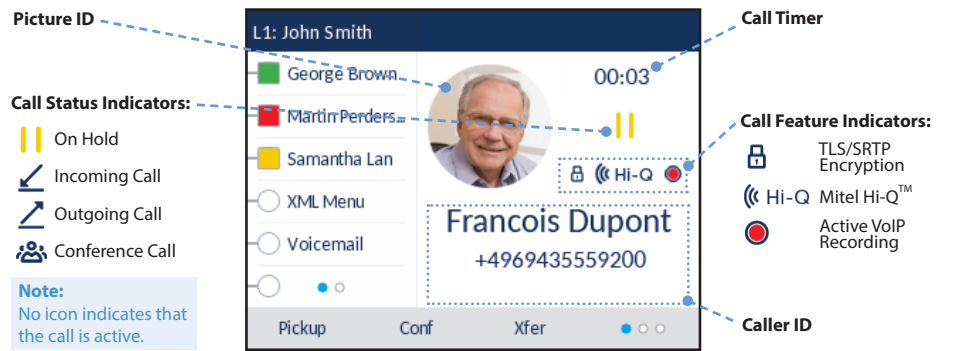 Picture ID
Call Status Indicators:
On Hold
Incoming Call
Outgoing Call
Conference Call
Note:
No icon indicates that
the call is active.
L1: John Smith
George Brown
Martin Perders...
Samantha Lan
XML Menu
Voicemail
00:03
Hi-Q
Francois Dupont
+4969435559200
Pickup Conf Xfer
Call Timer
Call Feature Indicators:
TLS/SRTP
Encryption
Hi-Q Mitel Hi-Q™
Active VoIP
Recording
Caller ID